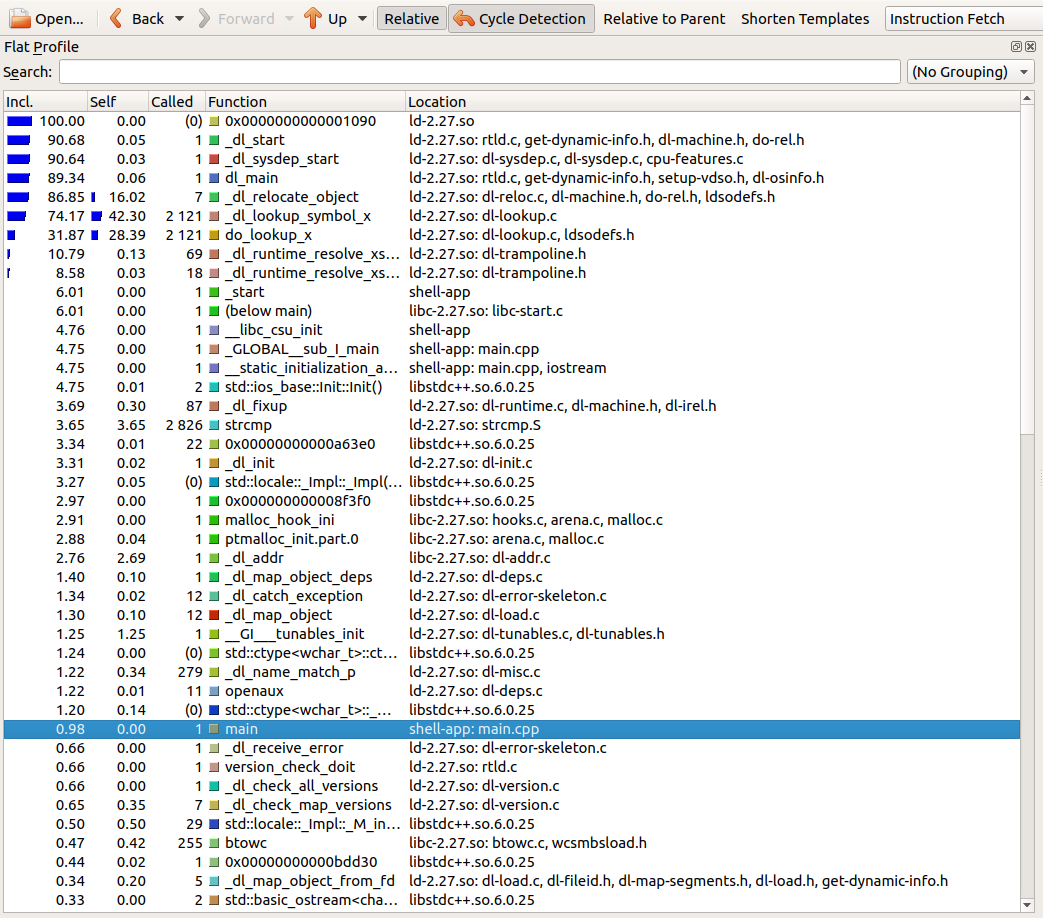 Open... Back Forward Up Relative Cycle Detection Relative to Parent Shorten Templates Instruction Fetch
Flat Profile
Search: (No Grouping)
Incl. Self Called Function Location
100.00 0.00 (0) 0x0000000000001090 ld-2.27.so
90.68 0.05 1 _dl_start ld-2.27.so: rtld.c, get-dynamic-info.h, dl-machine.h, do-rel.h
90.64 0.03 1 _dl_sysdep_start ld-2.27.so: dl-sysdep.c, dl-sysdep.c, cpu-features.c
89.34 0.06 1 dl_main ld-2.27.so: rtld.c, get-dynamic-info.h, setup-vdso.h, dl-osinfo.h
86.85 16.02 7 _dl_relocate_object ld-2.27.so: dl-reloc.c, dl-machine.h, do-rel.h, ldsodefs.h
74.17 42.30 2 121 _dl_lookup_symbol_x ld-2.27.so: dl-lookup.c
31.87 28.39 2 121 do_lookup_x ld-2.27.so: dl-lookup.c, ldsodefs.h
10.79 0.13 69 _dl_runtime_resolve_xs... ld-2.27.so: dl-trampoline.h
8.58 0.03 18 _dl_runtime_resolve_xs... ld-2.27.so: dl-trampoline.h
6.01 0.00 1 _start shell-app
6.01 0.00 1 (below main) libc-2.27.so: libc-start.c
4.76 0.00 1 __libc_csu_init shell-app
4.75 0.00 1 _GLOBAL__sub_I_main shell-app: main.cpp
4.75 0.00 1 __static_initialization_a... shell-app: main.cpp, iostream
4.75 0.01 2 std::ios_base::Init::Init() libstdc++.so.6.0.25
3.69 0.30 87 _dl_fixup ld-2.27.so: dl-runtime.c, dl-machine.h, dl-irel.h
3.65 3.65 2 826 strcmp ld-2.27.so: strcmp.S
3.34 0.01 22 0x00000000000a63e0 libstdc++.so.6.0.25
3.31 0.02 1 _dl_init ld-2.27.so: dl-init.c
3.27 0.05 (0) std::locale::_Impl::_Impl(... libstdc++.so.6.0.25
2.97 0.00 1 0x000000000008f3f0 libstdc++.so.6.0.25
2.91 0.00 1 malloc_hook_ini libc-2.27.so: hooks.c, arena.c, malloc.c
2.88 0.04 1 ptmalloc_init.part.0 libc-2.27.so: arena.c, malloc.c
2.76 2.69 1 _dl_addr libc-2.27.so: dl-addr.c
1.40 0.10 1 _dl_map_object_deps ld-2.27.so: dl-deps.c
1.34 0.02 12 _dl_catch_exception ld-2.27.so: dl-error-skeleton.c
1.30 0.10 12 _dl_map_object ld-2.27.so: dl-load.c
1.25 1.25 1 __GI___tunables_init ld-2.27.so: dl-tunables.c, dl-tunables.h
1.24 0.00 (0) std::ctype<wchar_t>::ct... libstdc++.so.6.0.25
1.22 0.34 279 _dl_name_match_p ld-2.27.so: dl-misc.c
1.22 0.01 11 openaux ld-2.27.so: dl-deps.c
1.20 0.14 (0) std::ctype<wchar_t>::_... libstdc++.so.6.0.25
0.98 0.00 1 main shell-app: main.cpp
0.66 0.00 1 _dl_receive_error ld-2.27.so: dl-error-skeleton.c
0.66 0.00 1 version_check_doit ld-2.27.so: rtld.c
0.66 0.00 1 _dl_check_all_versions ld-2.27.so: dl-version.c
0.65 0.35 7 _dl_check_map_versions ld-2.27.so: dl-version.c
0.50 0.50 29 std::locale::_Impl::_M_in... libstdc++.so.6.0.25
0.47 0.42 255 btowc libc-2.27.so: btowc.c, wcsmbsload.h
0.44 0.02 1 0x00000000000bdd30 libstdc++.so.6.0.25
0.34 0.20 5 _dl_map_object_from_fd ld-2.27.so: dl-load.c, dl-fileid.h, dl-map-segments.h, dl-load.h, get-dynamic-info.h
0.33 0.00 2 std::basic_ostream<cha... libstdc++.so.6.0.25